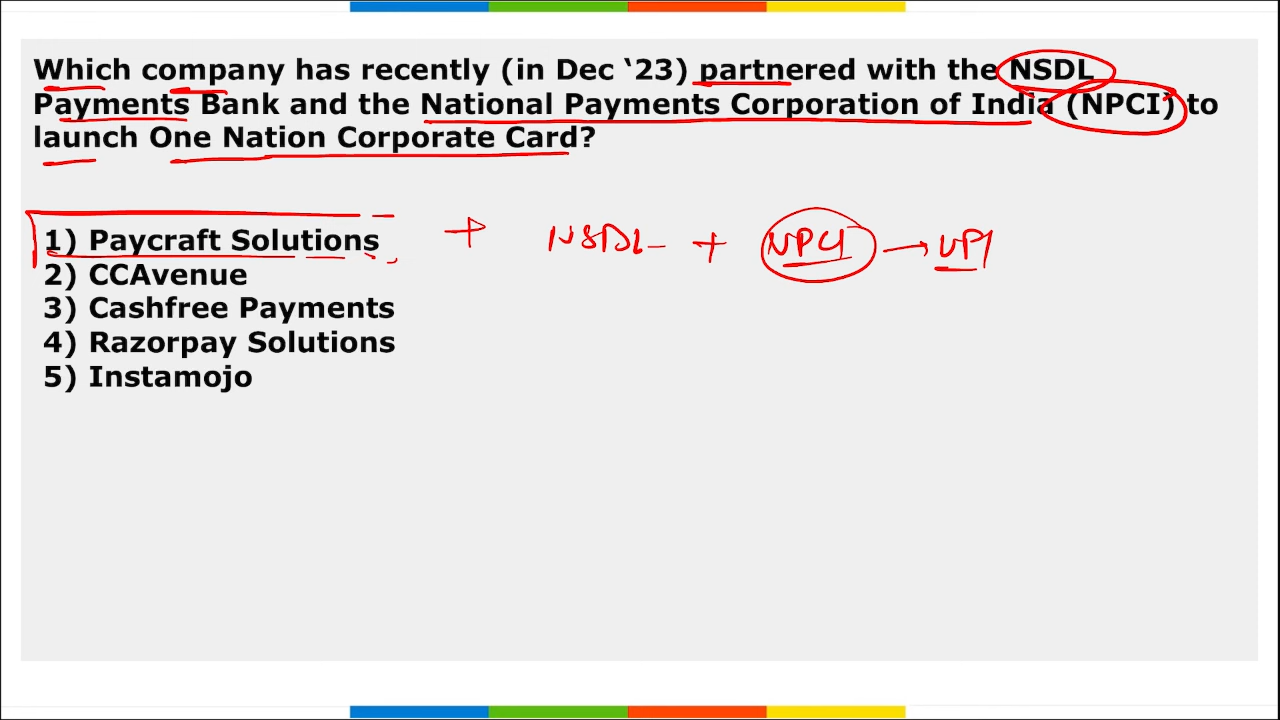 Which company has recently (in Dec ‘23) partnered with the NSDL
Payments Bank and the National Payments Corporation of India (NPCI) to
launch One Nation Corporate Card?
1) Paycraft Solutions + NSDL + NPCI → UPI
2) CCAvenue
3) Cashfree Payments
4) Razorpay Solutions
5) Instamojo